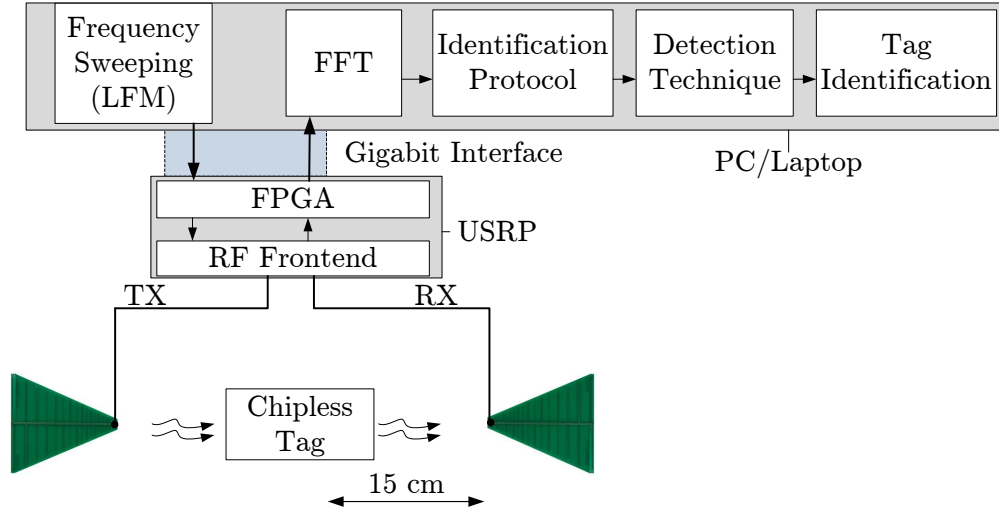 Frequency
Sweeping
(LFM)
FFT
Identification
Protocol
Detection
Technique
Tag
Identification
Gigabit Interface
PC/Laptop
FPGA
USRP
RF Frontend
TX
RX
Chipless
Tag
15 cm